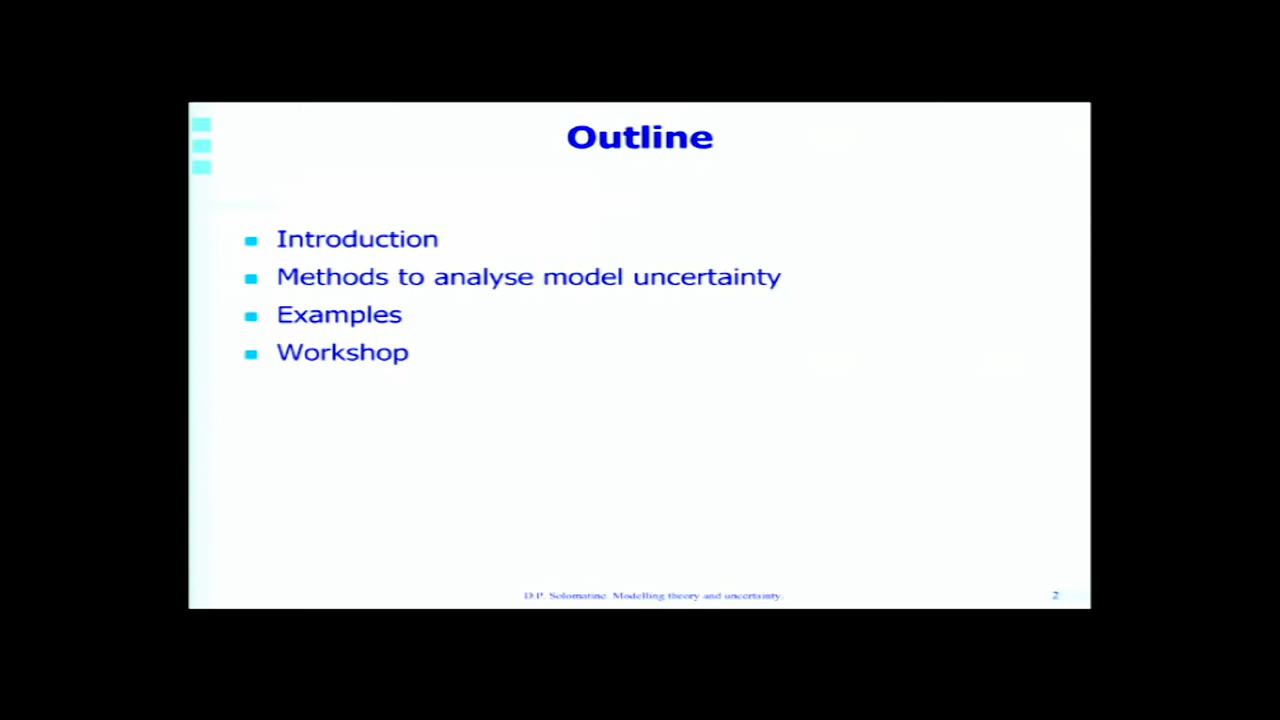 Outline
Introduction
Methods to analyse model uncertainty
Examples
Workshop
D.P. Solomatine. Modelling theory and uncertainty.
2